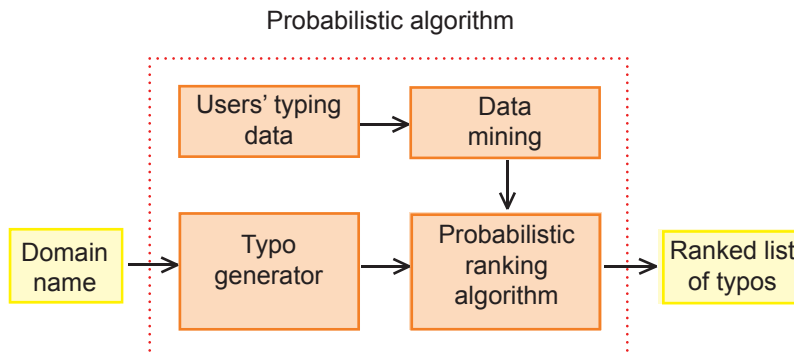 Probabilistic algorithm
Users’ typing
data
Data
mining
Domain
name
Typo
generator
Probabilistic
ranking
algorithm
Ranked list
of typos